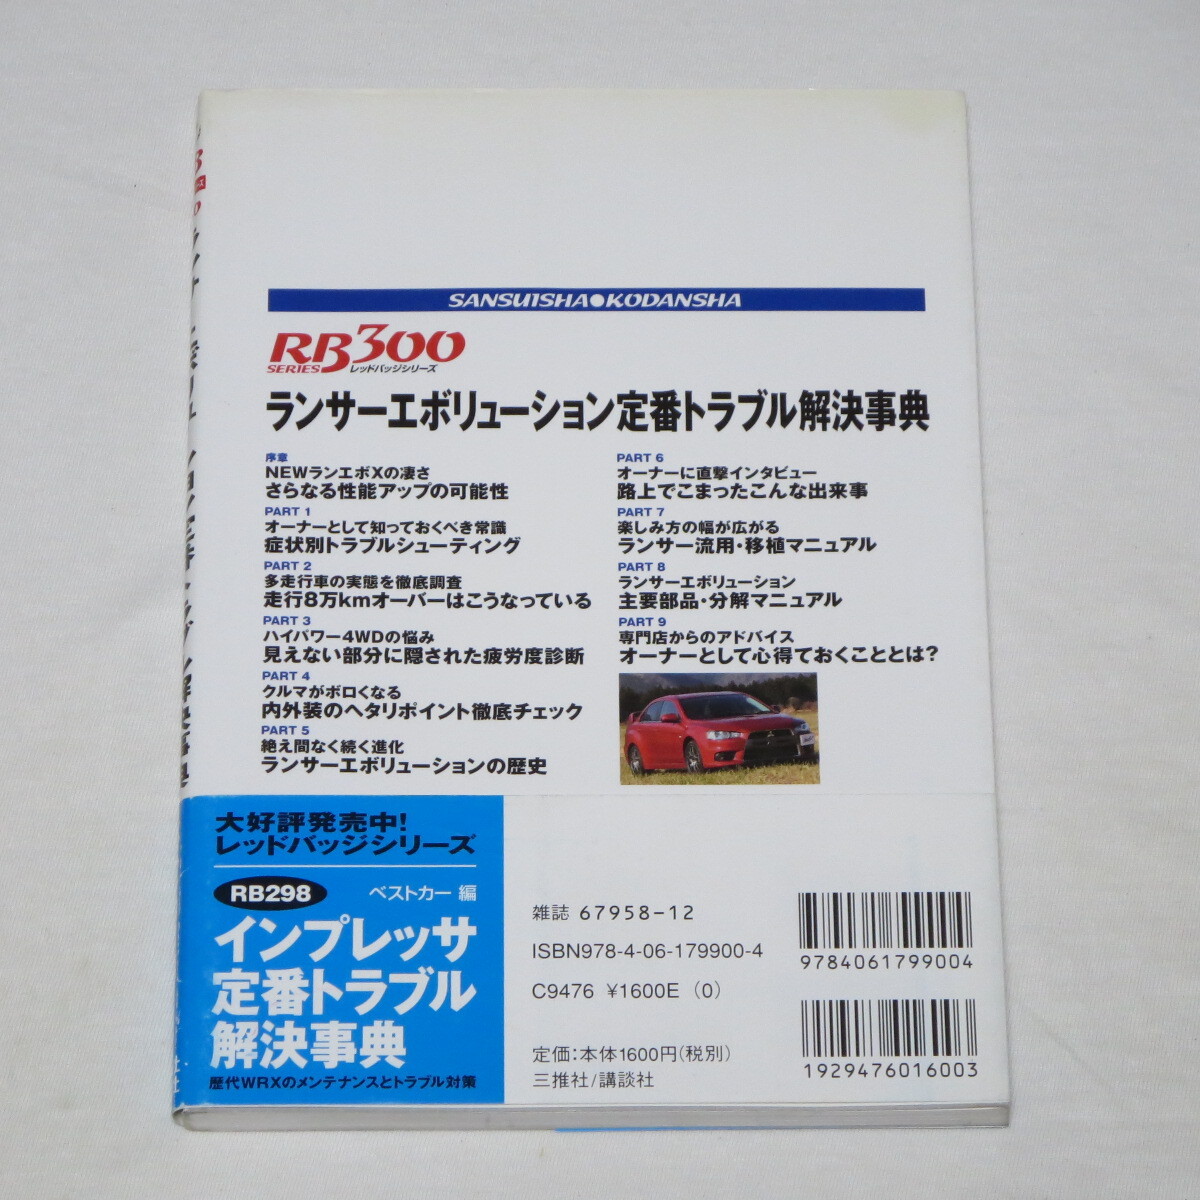 SANSUISHA●KODANSHA
RB300
SERIES レッドバッジシリーズ
ランサーエボリューション定番トラブル解決事典
序章
NEWランエボXの凄さ
さらなる性能アップの可能性
PART 1
オーナーとして知っておくべき常識
症状別トラブルシューティング
PART 2
多走行車の実態を徹底調査
走行8万kmオーバーはこうなっている
PART 3
ハイパワー4WDの悩み
見えない部分に隠された疲労度診断
PART 4
クルマがボロくなる
内外装のヘタリポイント徹底チェック
PART 5
絶え間なく続く進化
ランサーエボリューションの歴史
PART 6
オーナーに直撃インタビュー
路上でこまったこんな出来事
PART 7
楽しみ方の幅が広がる
ランサー流用・移植マニュアル
PART 8
ランサーエボリューション
主要部品・分解マニュアル
PART 9
専門店からのアドバイス
オーナーとして心得ておくこととは?
大好評発売中!
レッドバッジシリーズ
RB298 ベストカー 編
インプレッサ
定番トラブル
解決事典
歴代WRXのメンテナンスとトラブル対策
雑誌 67958-12
ISBN978-4-06-179900-4
C9476 ¥1600E (0)
定価:本体1600円(税別)
三推社/講談社
9784061799004
1929476016003